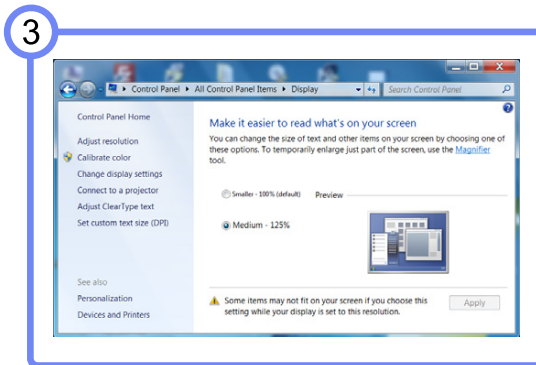 3
Control Panel ▸ All Control Panel Items ▸ Display
Search Control Panel
Control Panel Home
Adjust resolution
Calibrate color
Change display settings
Connect to a projector
Adjust ClearType text
Set custom text size (DPI)
See also
Personalization
Devices and Printers
Make it easier to read what's on your screen
You can change the size of text and other items on your screen by choosing one of
these options. To temporarily enlarge just part of the screen, use the Magnifier
tool.
Smaller - 100% (default)
Preview
Medium - 125%
Some items may not fit on your screen if you choose this
setting while your display is set to this resolution.
Apply